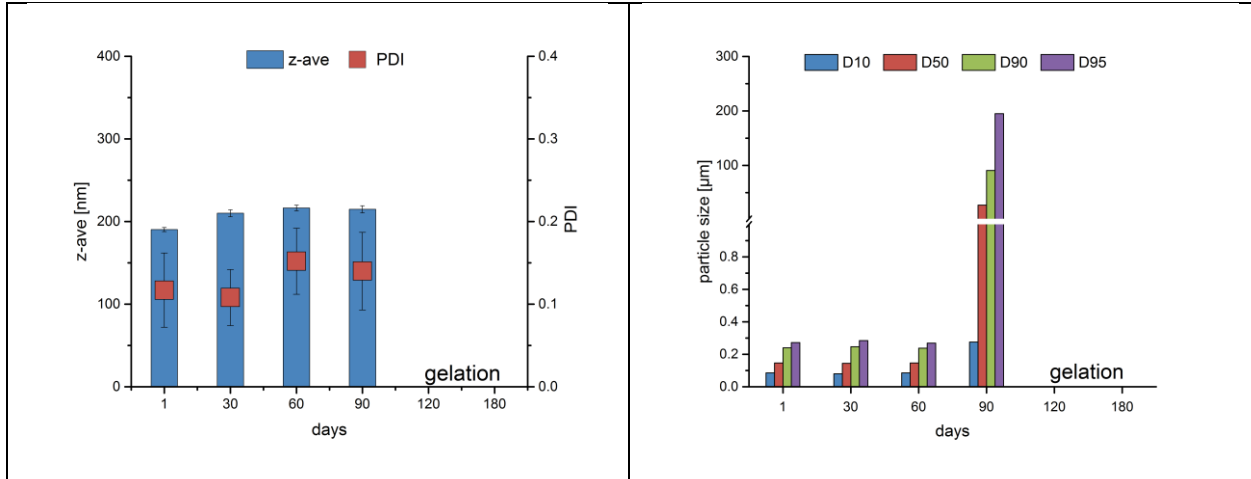 z-ave PDI
400
300
200
100
0
z-ave [nm]
0.4
0.3
0.2
0.1
0.0
PDI
gelation
1 30 60 90 120 180
days
D10 D50 D90 D95
300
200
100
0.8
0.6
0.4
0.2
0.0
particle size [µm]
gelation
1 30 60 90 120 180
days